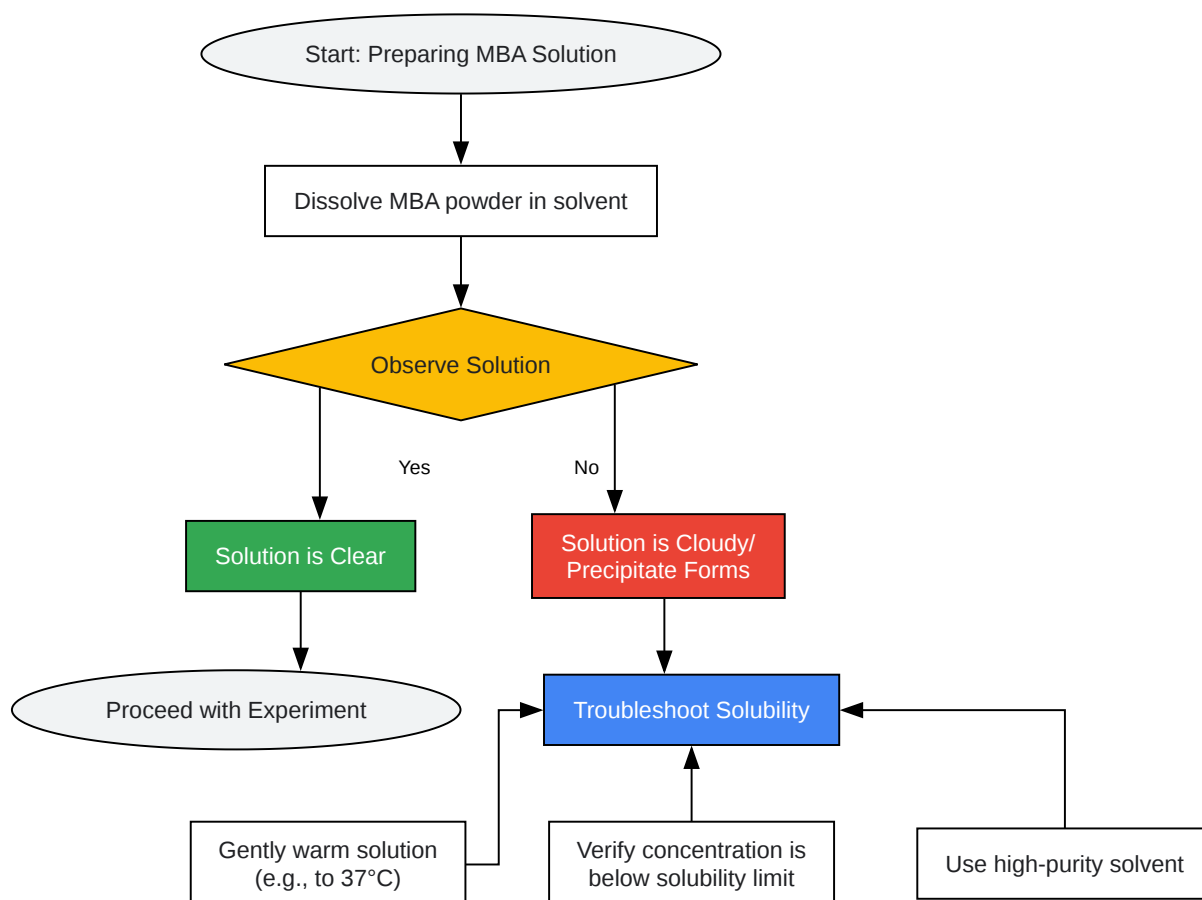 Start: Preparing MBA Solution
Dissolve MBA powder in solvent
Observe Solution
Yes
No
Solution is Clear
Solution is Cloudy/
Precipitate Forms
Proceed with Experiment
Troubleshoot Solubility
Gently warm solution
(e.g., to 37°C)
Verify concentration is
below solubility limit
Use high-purity solvent